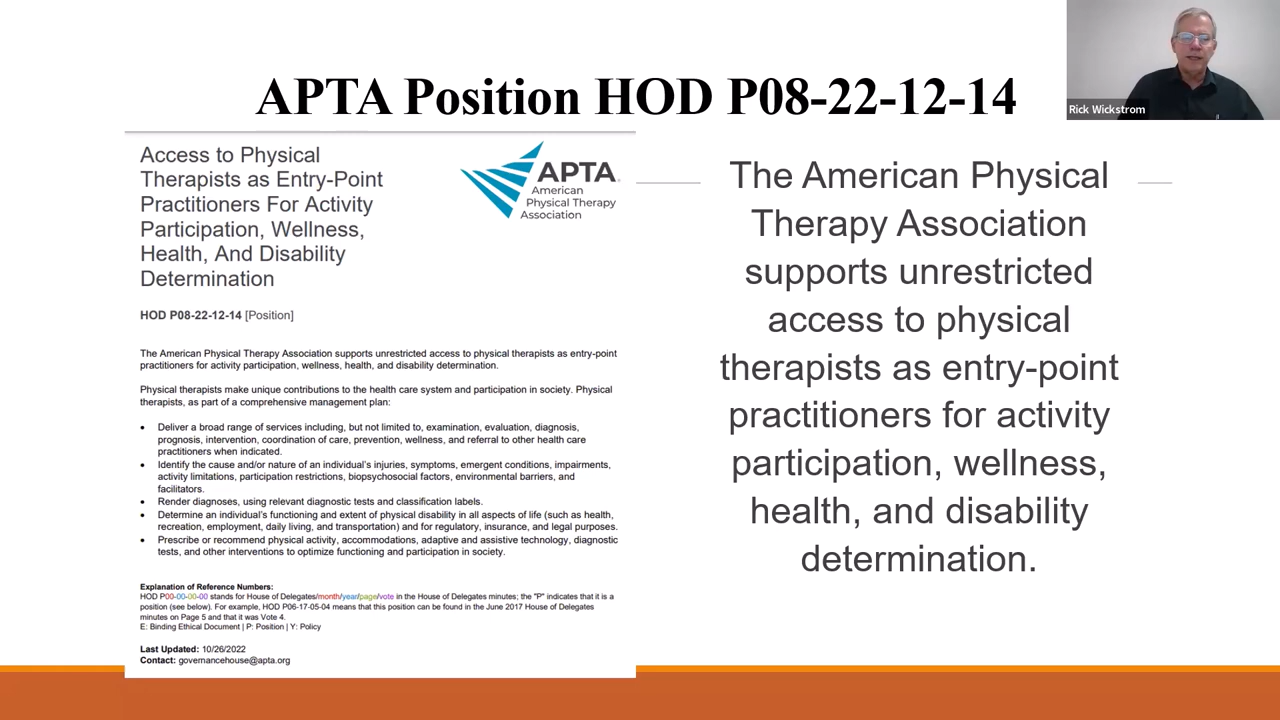 APTA Position HOD P08-22-12-14
Rick Wickstrom
Access to Physical
Therapists as Entry-Point
Practitioners For Activity
Participation, Wellness,
Health, And Disability
Determination
APTA
American
Physical Therapy
Association
HOD P08-22-12-14 [Position]
The American Physical Therapy Association supports unrestricted access to physical therapists as entry-point
practitioners for activity participation, wellness, health, and disability determination.
Physical therapists make unique contributions to the health care system and participation in society. Physical
therapists, as part of a comprehensive management plan:
• Deliver a broad range of services including, but not limited to, examination, evaluation, diagnosis,
prognosis, intervention, coordination of care, prevention, wellness, and referral to other health care
practitioners when indicated.
• Identify the cause and/or nature of an individual's injuries, symptoms, emergent conditions, impairments,
activity limitations, participation restrictions, biopsychosocial factors, environmental barriers, and
facilitators.
• Render diagnoses, using relevant diagnostic tests and classification labels.
• Determine an individual's functioning and extent of physical disability in all aspects of life (such as health,
recreation, employment, daily living, and transportation) and for regulatory, insurance, and legal purposes.
• Prescribe or recommend physical activity, accommodations, adaptive and assistive technology, diagnostic
tests, and other interventions to optimize functioning and participation in society.
Explanation of Reference Numbers:
HOD P00-00-00-00 stands for House of Delegates/month/year/page/vote in the House of Delegates minutes; the "P" indicates that it is a
position (see below). For example, HOD P06-17-05-04 means that this position can be found in the June 2017 House of Delegates
minutes on Page 5 and that it was Vote 4.
E: Binding Ethical Document | P: Position | Y: Policy
Last Updated: 10/26/2022
Contact: governancehouse@apta.org
The American Physical
Therapy Association
supports unrestricted
access to physical
therapists as entry-point
practitioners for activity
participation, wellness,
health, and disability
determination.